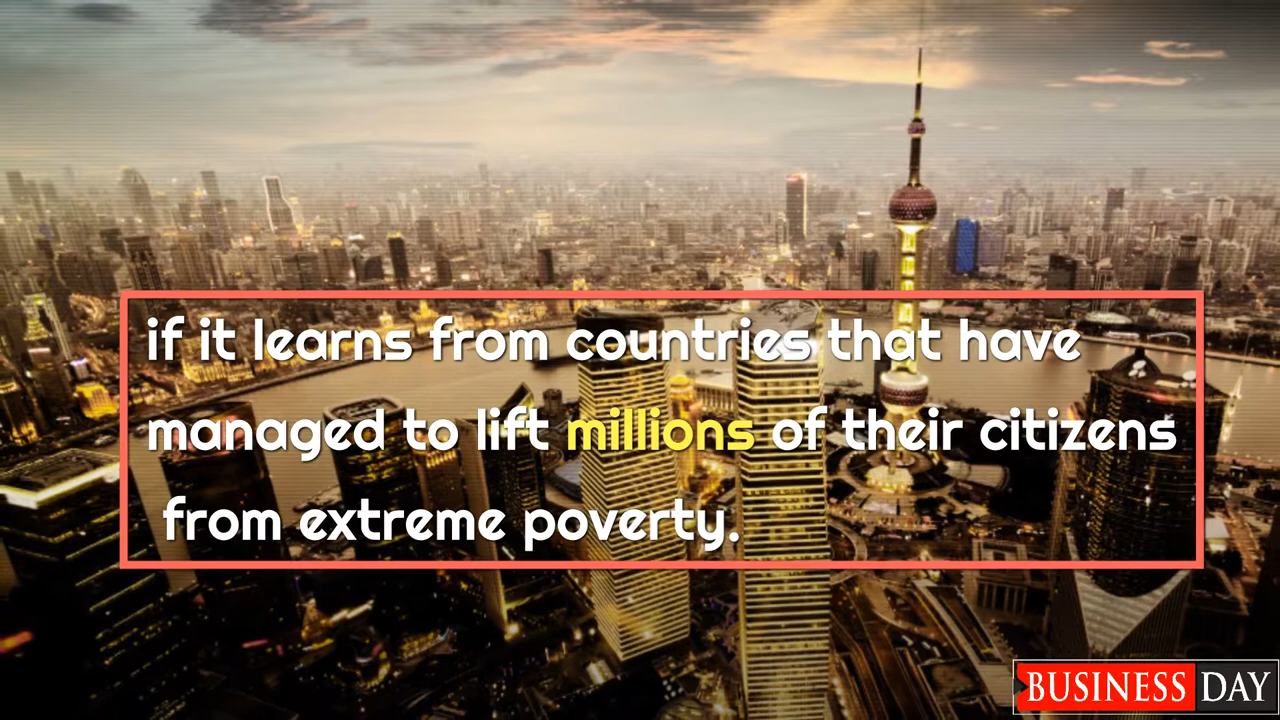 if it learns from countries that have
managed to lift millions of their citizens
from extreme poverty.
BUSINESS DAY